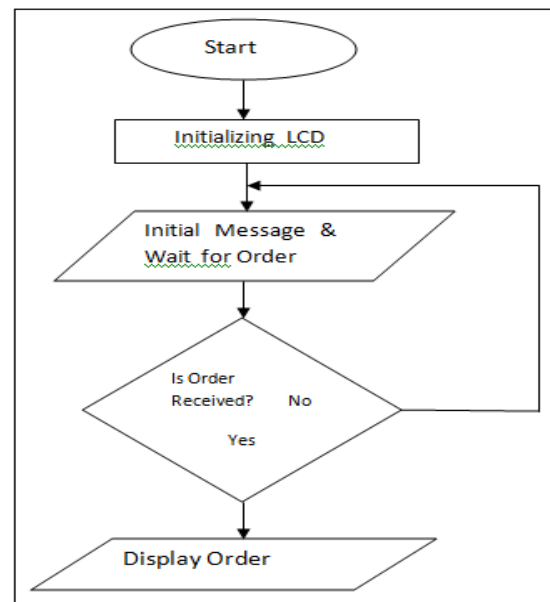 Start
Initializing LCD
Initial Message &
Wait for Order
Is Order
Received? No
Yes
Display Order